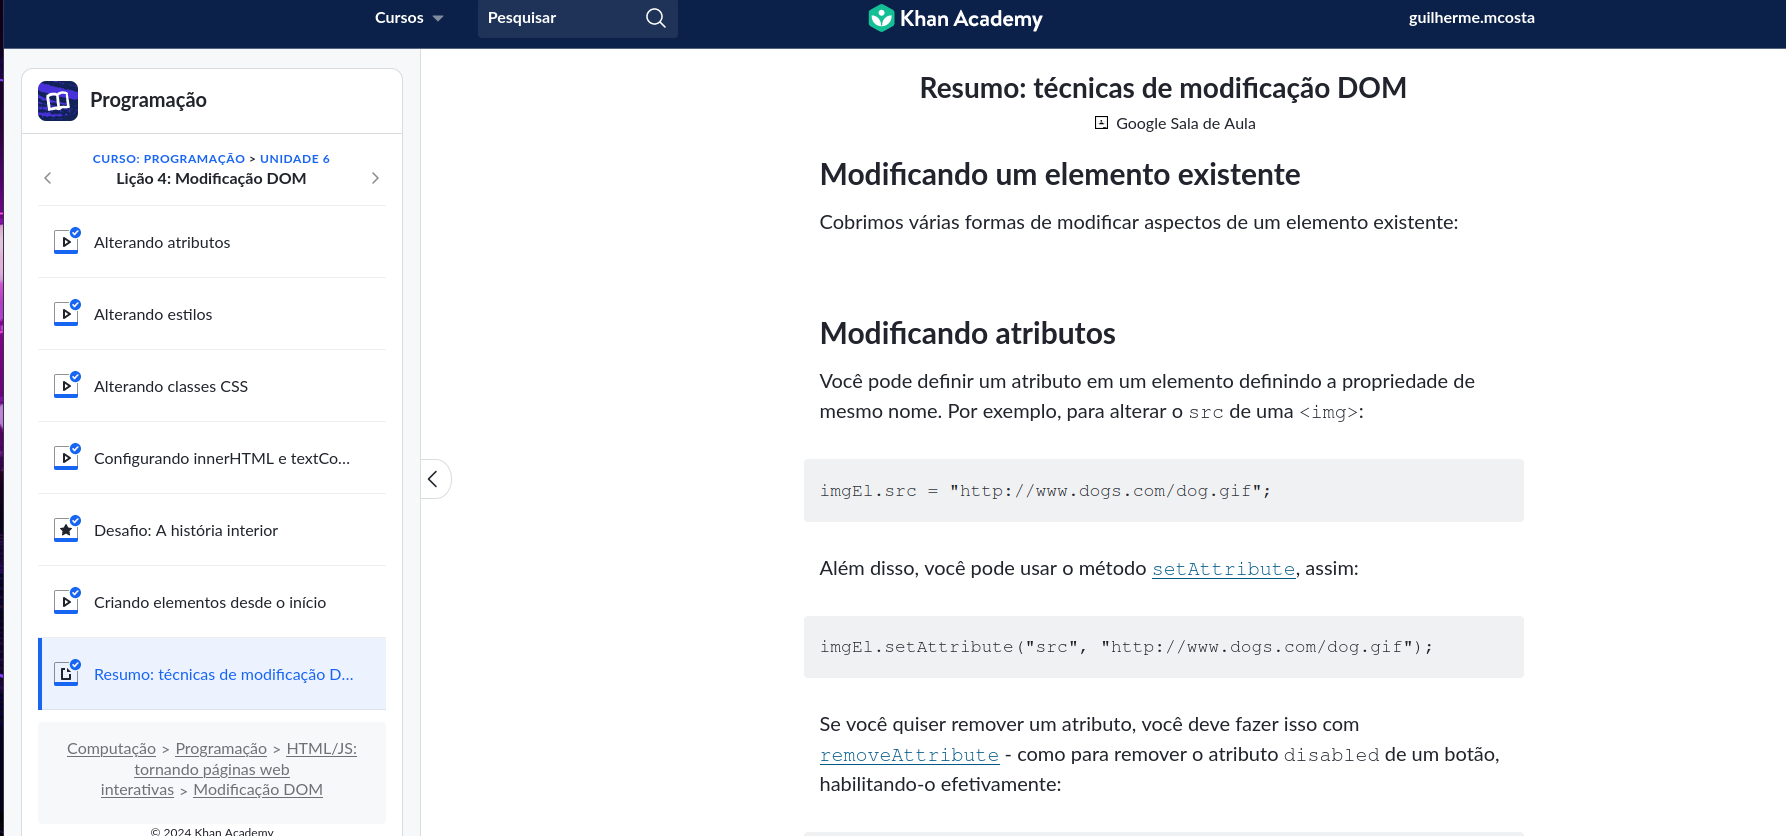 Cursos
Pesquisar
Khan Academy
guilherme.mcosta
Programação
CURSO: PROGRAMAÇÃO > UNIDADE 6
Lição 4: Modificação DOM
Alterando atributos
Alterando estilos
Alterando classes CSS
Configurando innerHTML e textCo...
Desafio: A história interior
Criando elementos desde o início
Resumo: técnicas de modificação D...
Computação > Programação > HTML/JS:
tornando páginas web
interativas > Modificação DOM
© 2024 Khan Academy
Resumo: técnicas de modificação DOM
Google Sala de Aula
Modificando um elemento existente
Cobrimos várias formas de modificar aspectos de um elemento existente:
Modificando atributos
Você pode definir um atributo em um elemento definindo a propriedade de
mesmo nome. Por exemplo, para alterar o src de uma <img>:
imgEl.src = "http://www.dogs.com/dog.gif";
Além disso, você pode usar o método setAttribute, assim:
imgEl.setAttribute("src", "http://www.dogs.com/dog.gif");
Se você quiser remover um atributo, você deve fazer isso com
removeAttribute - como para remover o atributo disabled de um botão,
habilitando-o efetivamente: